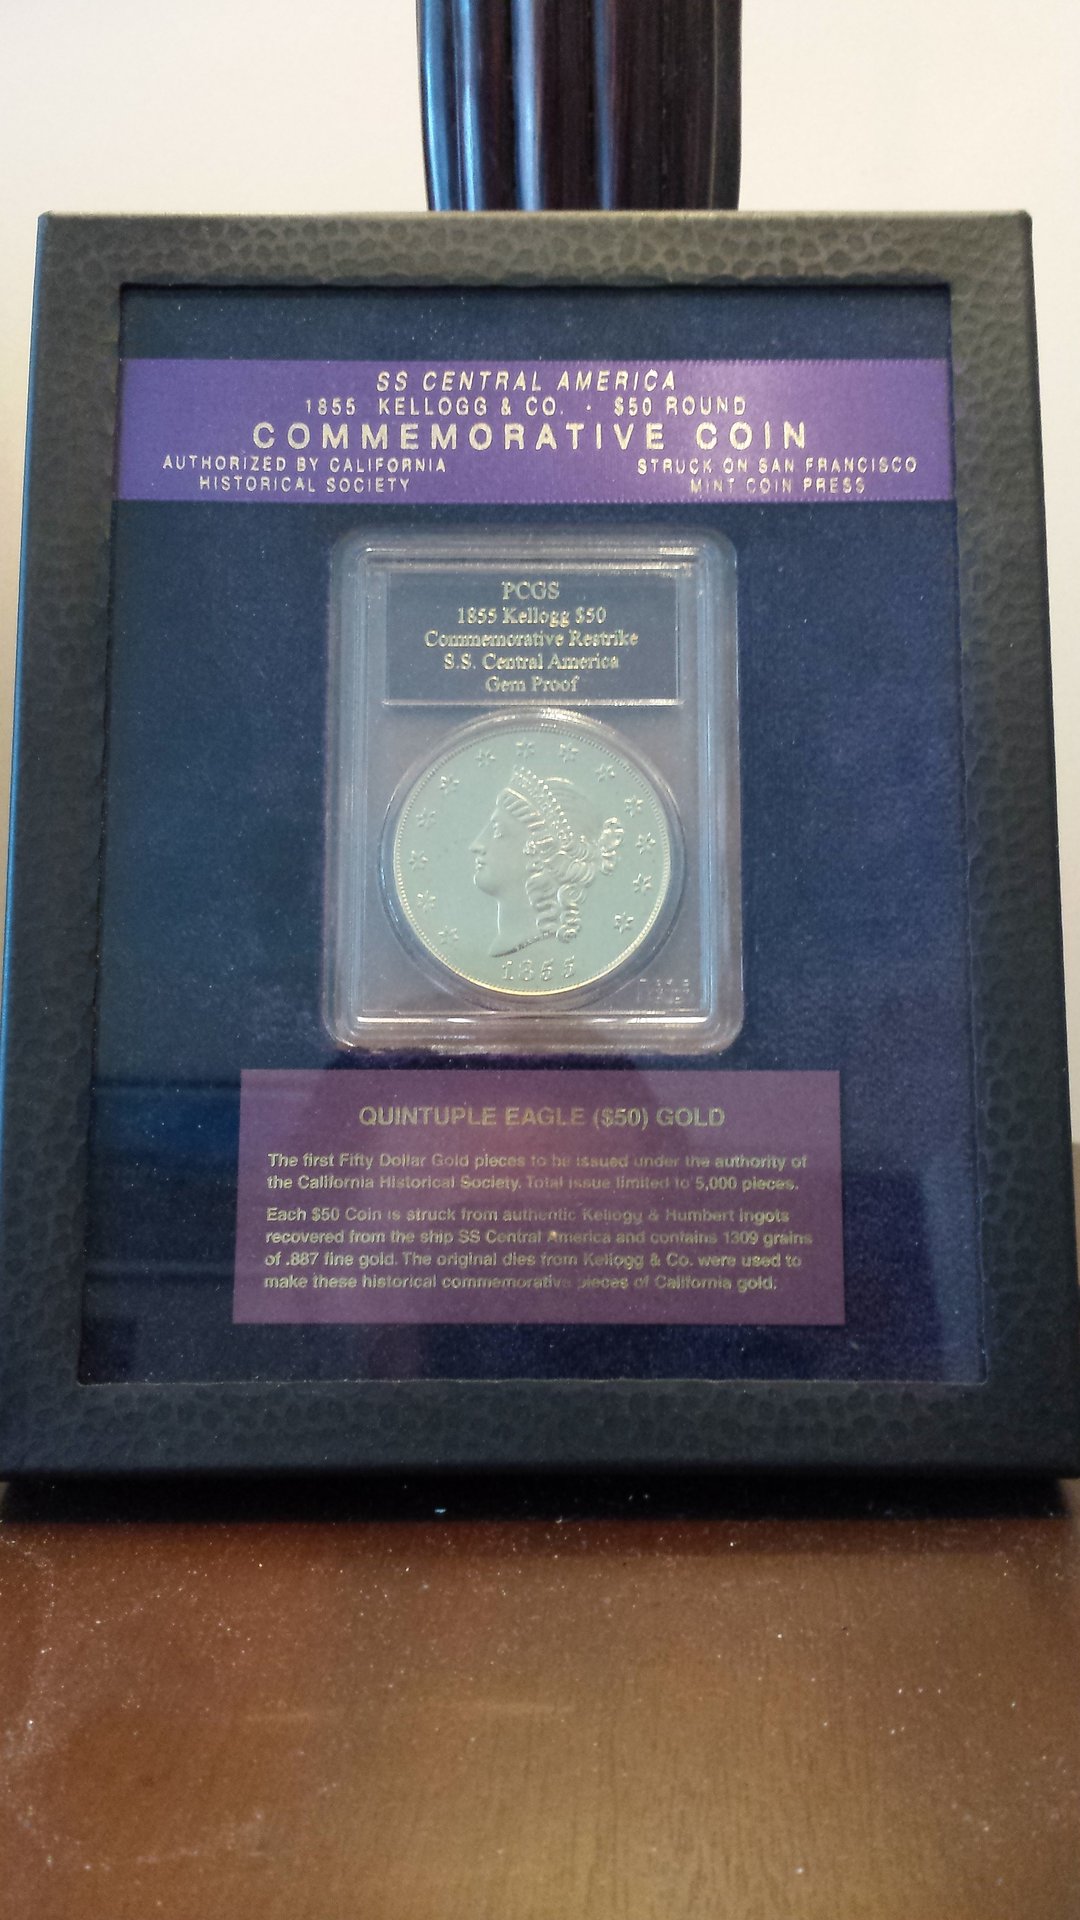 SS CENTRAL AMERICA
1855 KELLOGG & CO. · $50 ROUND
COMMEMORATIVE COIN
AUTHORIZED BY CALIFORNIA
HISTORICAL SOCIETY
STRUCK ON SAN FRANCISCO
MINT COIN PRESS
PCGS
1855 Kellogg $50
Commemorative Restrike
S.S. Central America
Gem Proof
1855
QUINTUPLE EAGLE ($50) GOLD
The first Fifty Dollar Gold pieces to be issued under the authority of
the California Historical Society. Total issue limited to 5,000 pieces.
Each $50 Coin is struck from authentic Kellogg & Humbert ingots
recovered from the ship SS Central America and contains 1309 grains
of .887 fine gold. The original dies from Kellogg & Co. were used to
make these historical commemorative pieces of California gold.